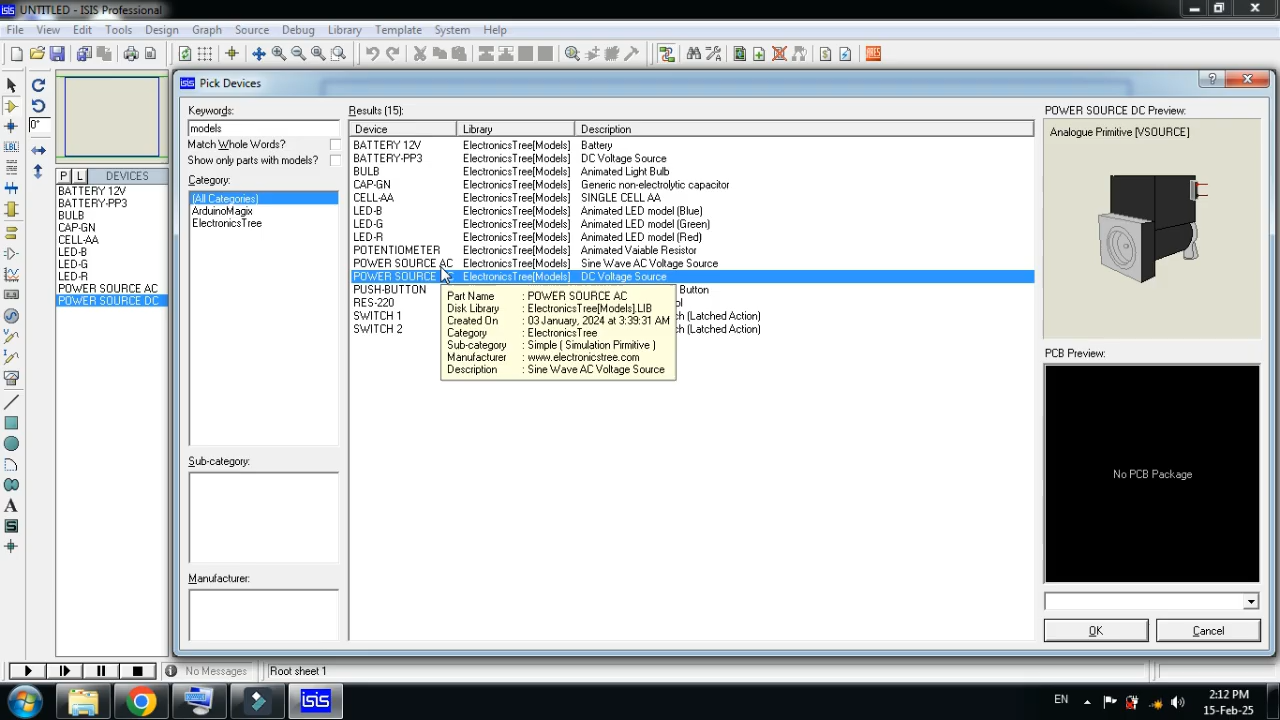 UNTITLED - ISIS Professional
File View Edit Tools Design Graph Source Debug Library Template System Help
Pick Devices
Keywords:
models
Match Whole Words?
Show only parts with models?
Category:
(All Categories)
ArduinoMagix
ElectronicsTree
Sub-category:
Manufacturer:
0°
LBL
P L DEVICES
BATTERY 12V
BATTERY-PP3
BULB
CAP-GN
CELL-AA
LED-B
LED-G
LED-R
POWER SOURCE AC
POWER SOURCE DC
Results (15):
Device Library Description
BATTERY 12V ElectronicsTree[Models] Battery
BATTERY-PP3 ElectronicsTree[Models] DC Voltage Source
BULB ElectronicsTree[Models] Animated Light Bulb
CAP-GN ElectronicsTree[Models] Generic non-electrolytic capacitor
CELL-AA ElectronicsTree[Models] SINGLE CELL AA
LED-B ElectronicsTree[Models] Animated LED model (Blue)
LED-G ElectronicsTree[Models] Animated LED model (Green)
LED-R ElectronicsTree[Models] Animated LED model (Red)
POTENTIOMETER ElectronicsTree[Models] Animated Vaiable Resistor
POWER SOURCE AC ElectronicsTree[Models] Sine Wave AC Voltage Source
POWER SOURCE ElectronicsTree[Models] DC Voltage Source
PUSH-BUTTON Button
RES-220
SWITCH 1 (Latched Action)
SWITCH 2 (Latched Action)
Part Name : POWER SOURCE AC
Disk Library : ElectronicsTree[Models].LIB
Created On : 03 January, 2024 at 3:39:31 AM
Category : ElectronicsTree
Sub-category : Simple ( Simulation Pirmitive )
Manufacturer : www.electronicstree.com
Description : Sine Wave AC Voltage Source
POWER SOURCE DC Preview:
Analogue Primitive [VSOURCE]
PCB Preview:
No PCB Package
OK Cancel
No Messages Root sheet 1
isis EN 2:12 PM
15-Feb-25